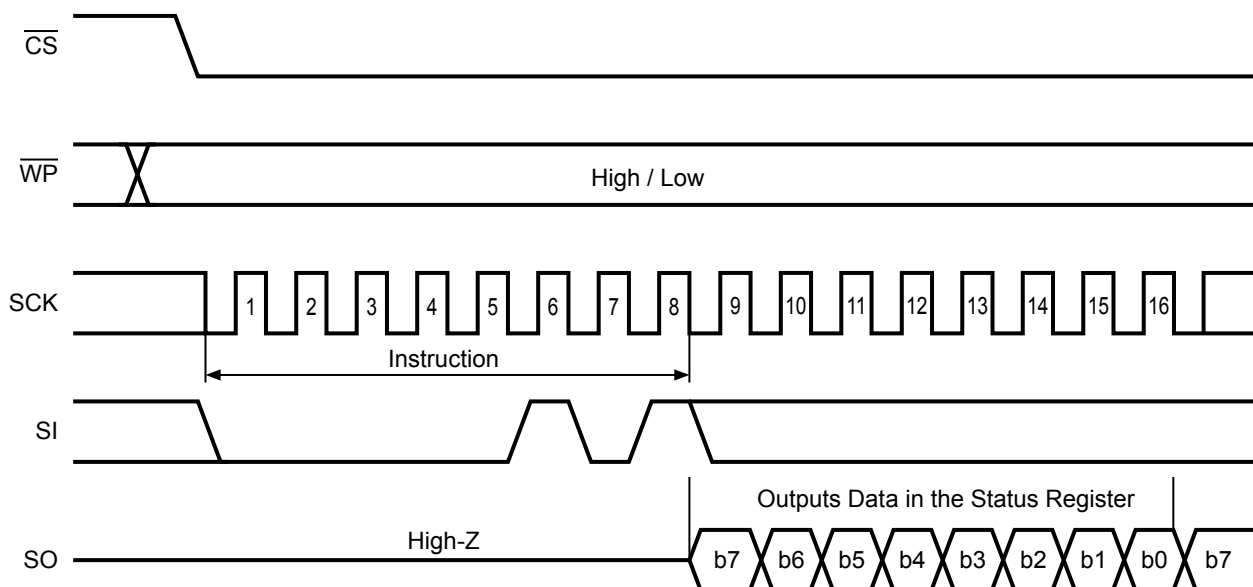 CS
WP
High / Low
SCK
1 2 3 4 5 6 7 8 9 10 11 12 13 14 15 16
Instruction
SI
Outputs Data in the Status Register
High-Z
SO
b7 b6 b5 b4 b3 b2 b1 b0 b7